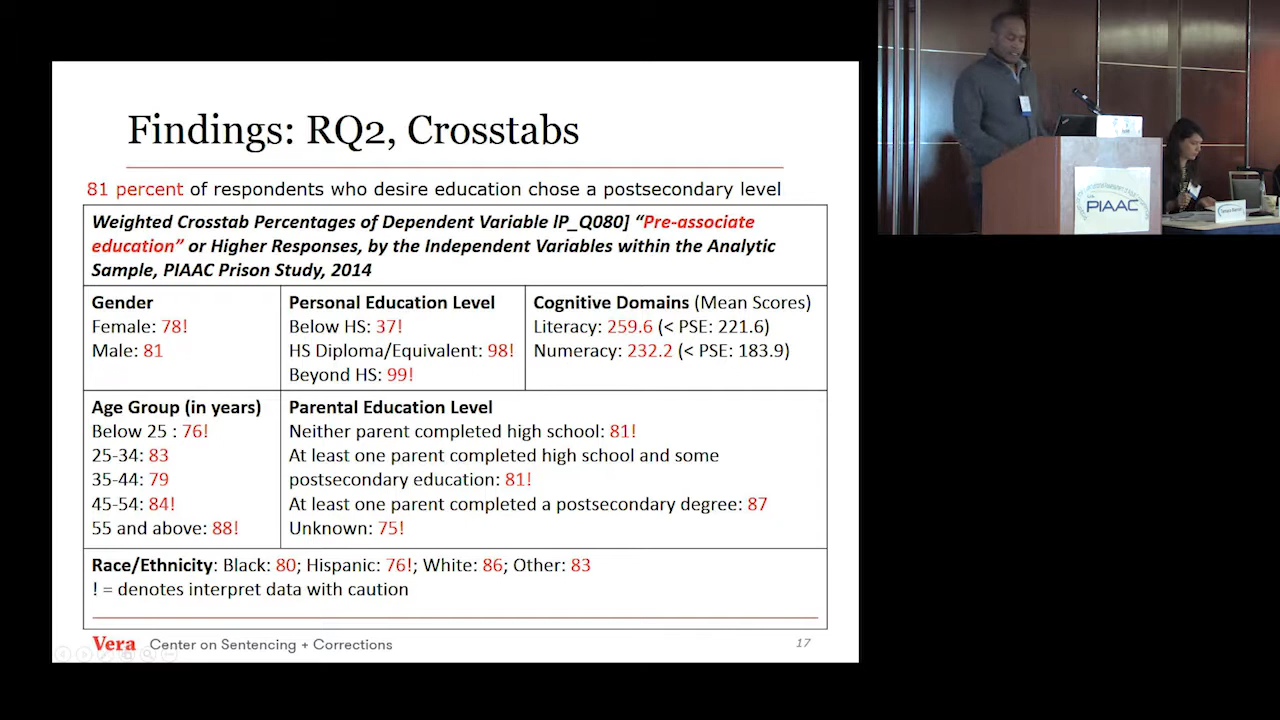 Findings: RQ2, Crosstabs
81 percent of respondents who desire education chose a postsecondary level
Weighted Crosstab Percentages of Dependent Variable lP_Q080] “Pre-associate
education” or Higher Responses, by the Independent Variables within the Analytic
Sample, PIAAC Prison Study, 2014
Gender
Female: 78!
Male: 81
Personal Education Level
Below HS: 37!
HS Diploma/Equivalent: 98!
Beyond HS: 99!
Cognitive Domains (Mean Scores)
Literacy: 259.6 (< PSE: 221.6)
Numeracy: 232.2 (< PSE: 183.9)
Age Group (in years)
Below 25 : 76!
25-34: 83
35-44: 79
45-54: 84!
55 and above: 88!
Parental Education Level
Neither parent completed high school: 81!
At least one parent completed high school and some
postsecondary education: 81!
At least one parent completed a postsecondary degree: 87
Unknown: 75!
Race/Ethnicity: Black: 80; Hispanic: 76!; White: 86; Other: 83
! = denotes interpret data with caution
Vera Center on Sentencing + Corrections
17
PIAAC